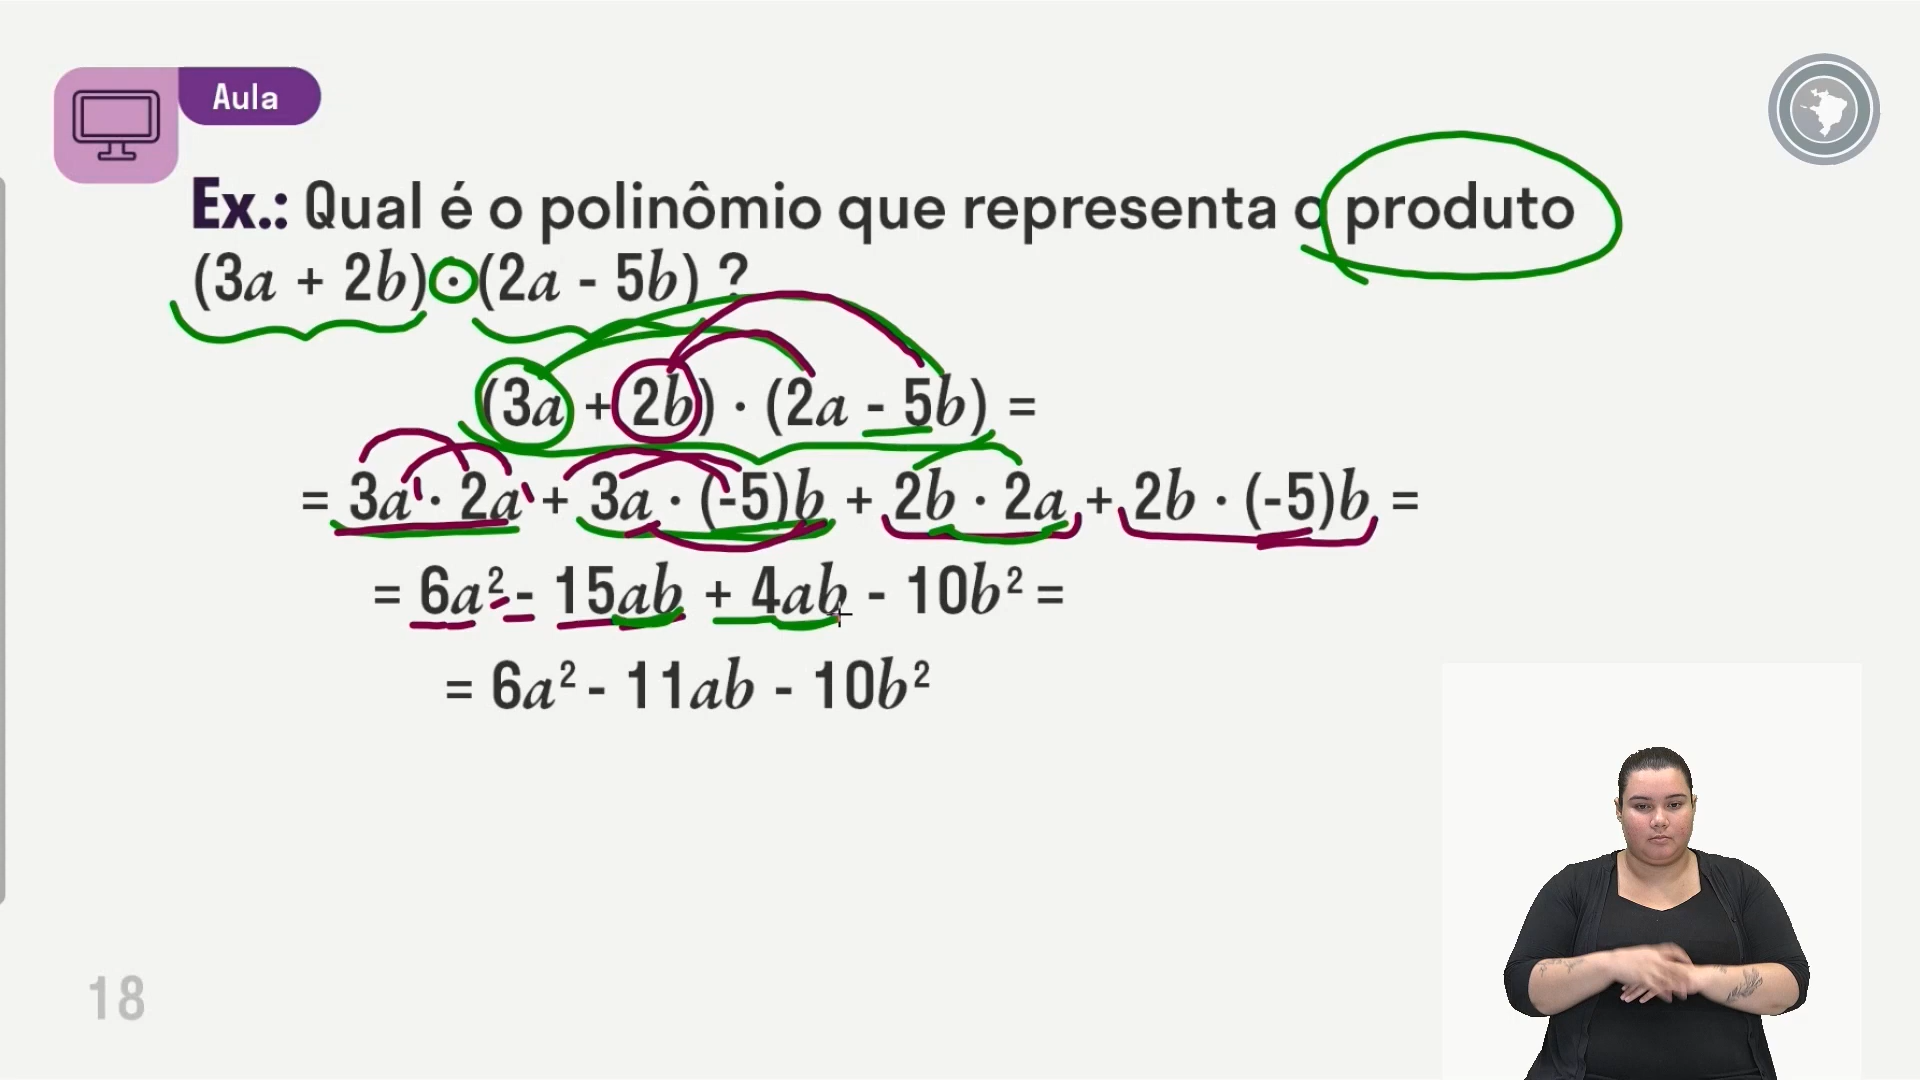 Aula
Ex.: Qual é o polinômio que representa o produto
(3a + 2b) · (2a - 5b) ?
(3a + 2b) · (2a - 5b) =
= 3a · 2a + 3a · (-5)b + 2b · 2a + 2b · (-5)b =
= 6a² - 15ab + 4ab - 10b² =
= 6a² - 11ab - 10b²
18